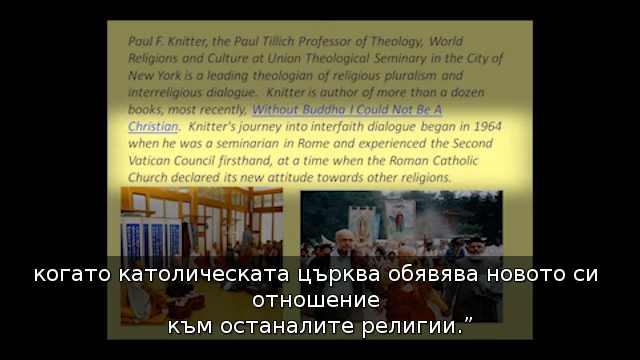 Paul F. Knitter, the Paul Tillich Professor of Theology, World
Religions and Culture at Union Theological Seminary in the City of
New York is a leading theologian of religious pluralism and
interreligious dialogue.  Knitter is author of more than a dozen
books, most recently, Without Buddha I Could Not Be A
Christian.  Knitter's journey into interfaith dialogue began in 1964
when he was a seminarian in Rome and experienced the Second
Vatican Council firsthand, at a time when the Roman Catholic
Church declared its new attitude towards other religions.
когато католическата църква обявява новото си
отношение
към останалите религии.”